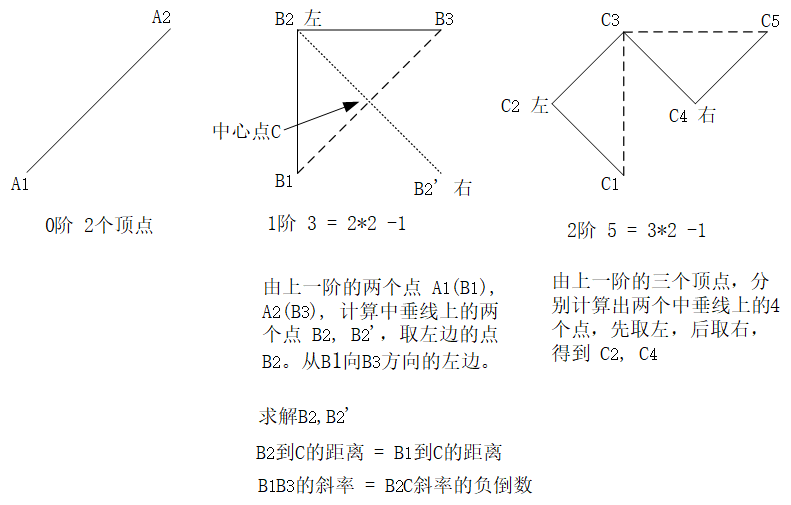 A2
A1
0阶 2个顶点
B2 左
B3
中心点C
B1
B2' 右
1阶 3 = 2*2 -1
由上一阶的两个点 A1(B1),
A2(B3), 计算中垂线上的两
个点 B2, B2', 取左边的点
B2。从B1向B3方向的左边。
求解B2,B2'
B2到C的距离 = B1到C的距离
B1B3的斜率 = B2C斜率的负倒数
C3
C5
C2 左
C4 右
C1
2阶 5 = 3*2 -1
由上一阶的三个顶点，分
别计算出两个中垂线上的4
个点，先取左，后取右，
得到 C2, C4